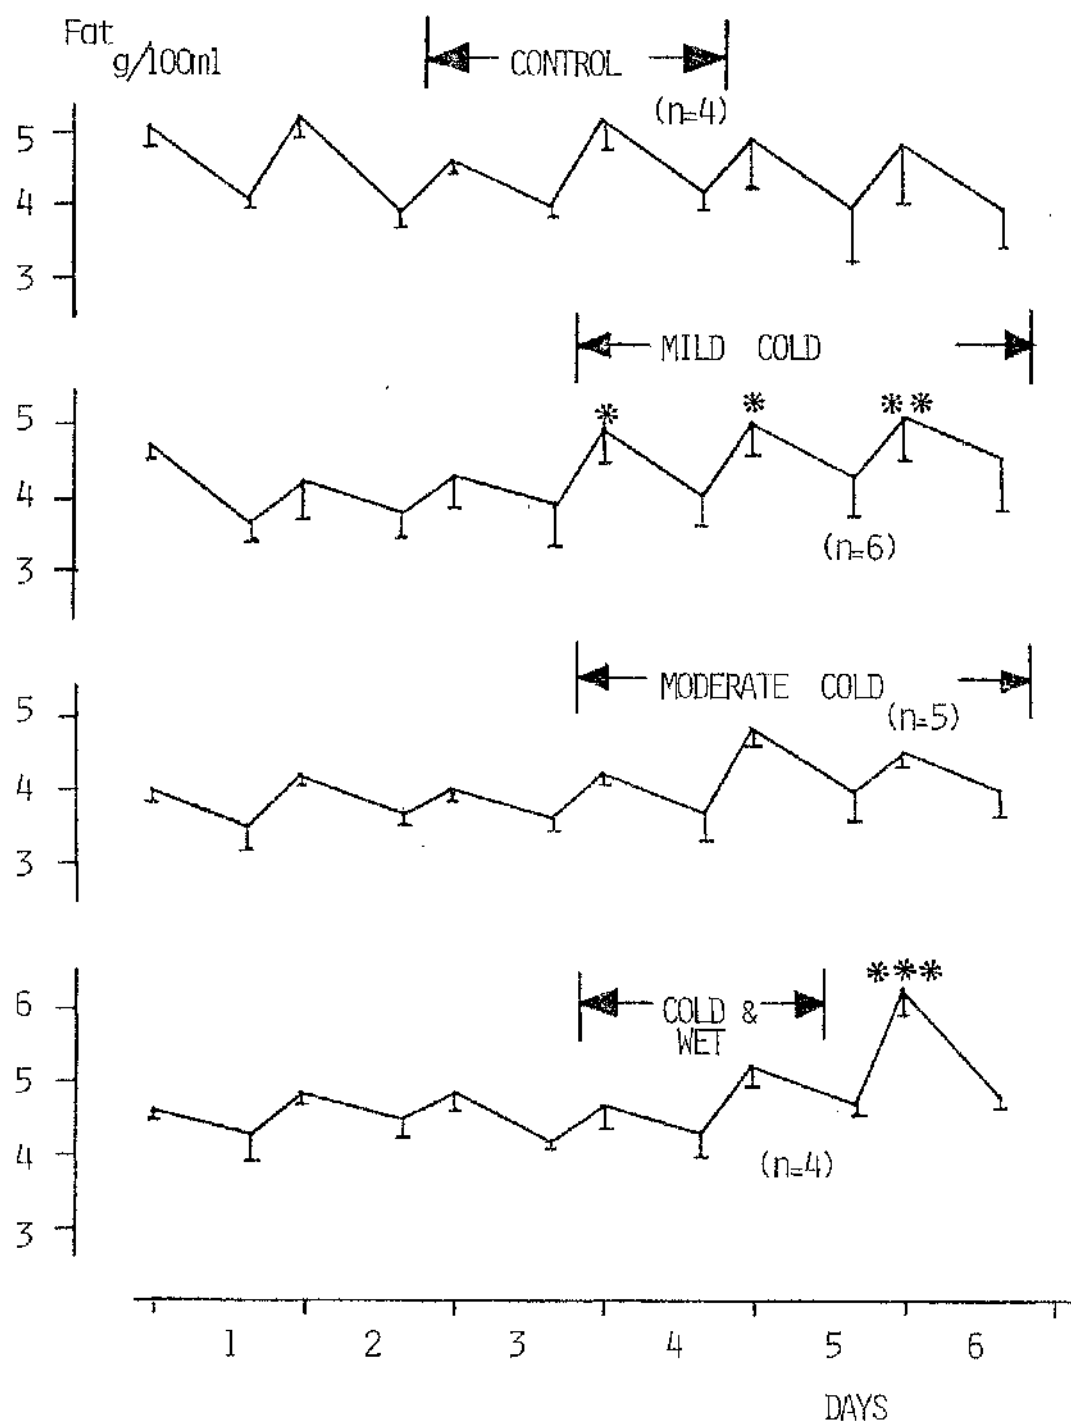 Fat
g/100ml
CONTROL
(n=4)
5
4
3
MILD COLD
* * **
5
4
3
(n=6)
MODERATE COLD
(n=5)
5
4
3
***
COLD &
WET
6
5
4
3
(n=4)
1 2 3 4 5 6
DAYS